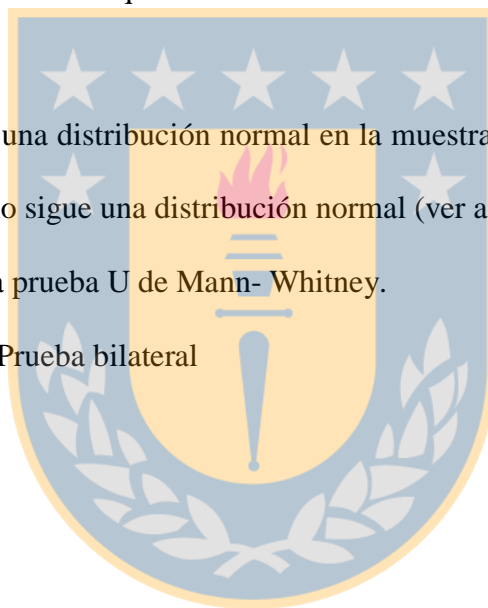 una distribución normal en la muestra
o sigue una distribución normal (ver a
a prueba U de Mann- Whitney.
Prueba bilateral